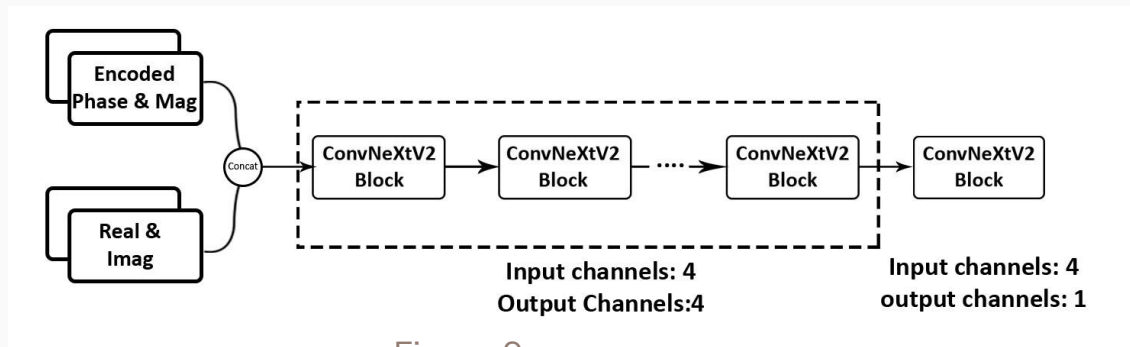 Encoded
Phase & Mag
Concat
Real &
Imag
ConvNeXtV2
Block
ConvNeXtV2
Block
....
ConvNeXtV2
Block
ConvNeXtV2
Block
Input channels: 4
Output Channels:4
Input channels: 4
output channels: 1